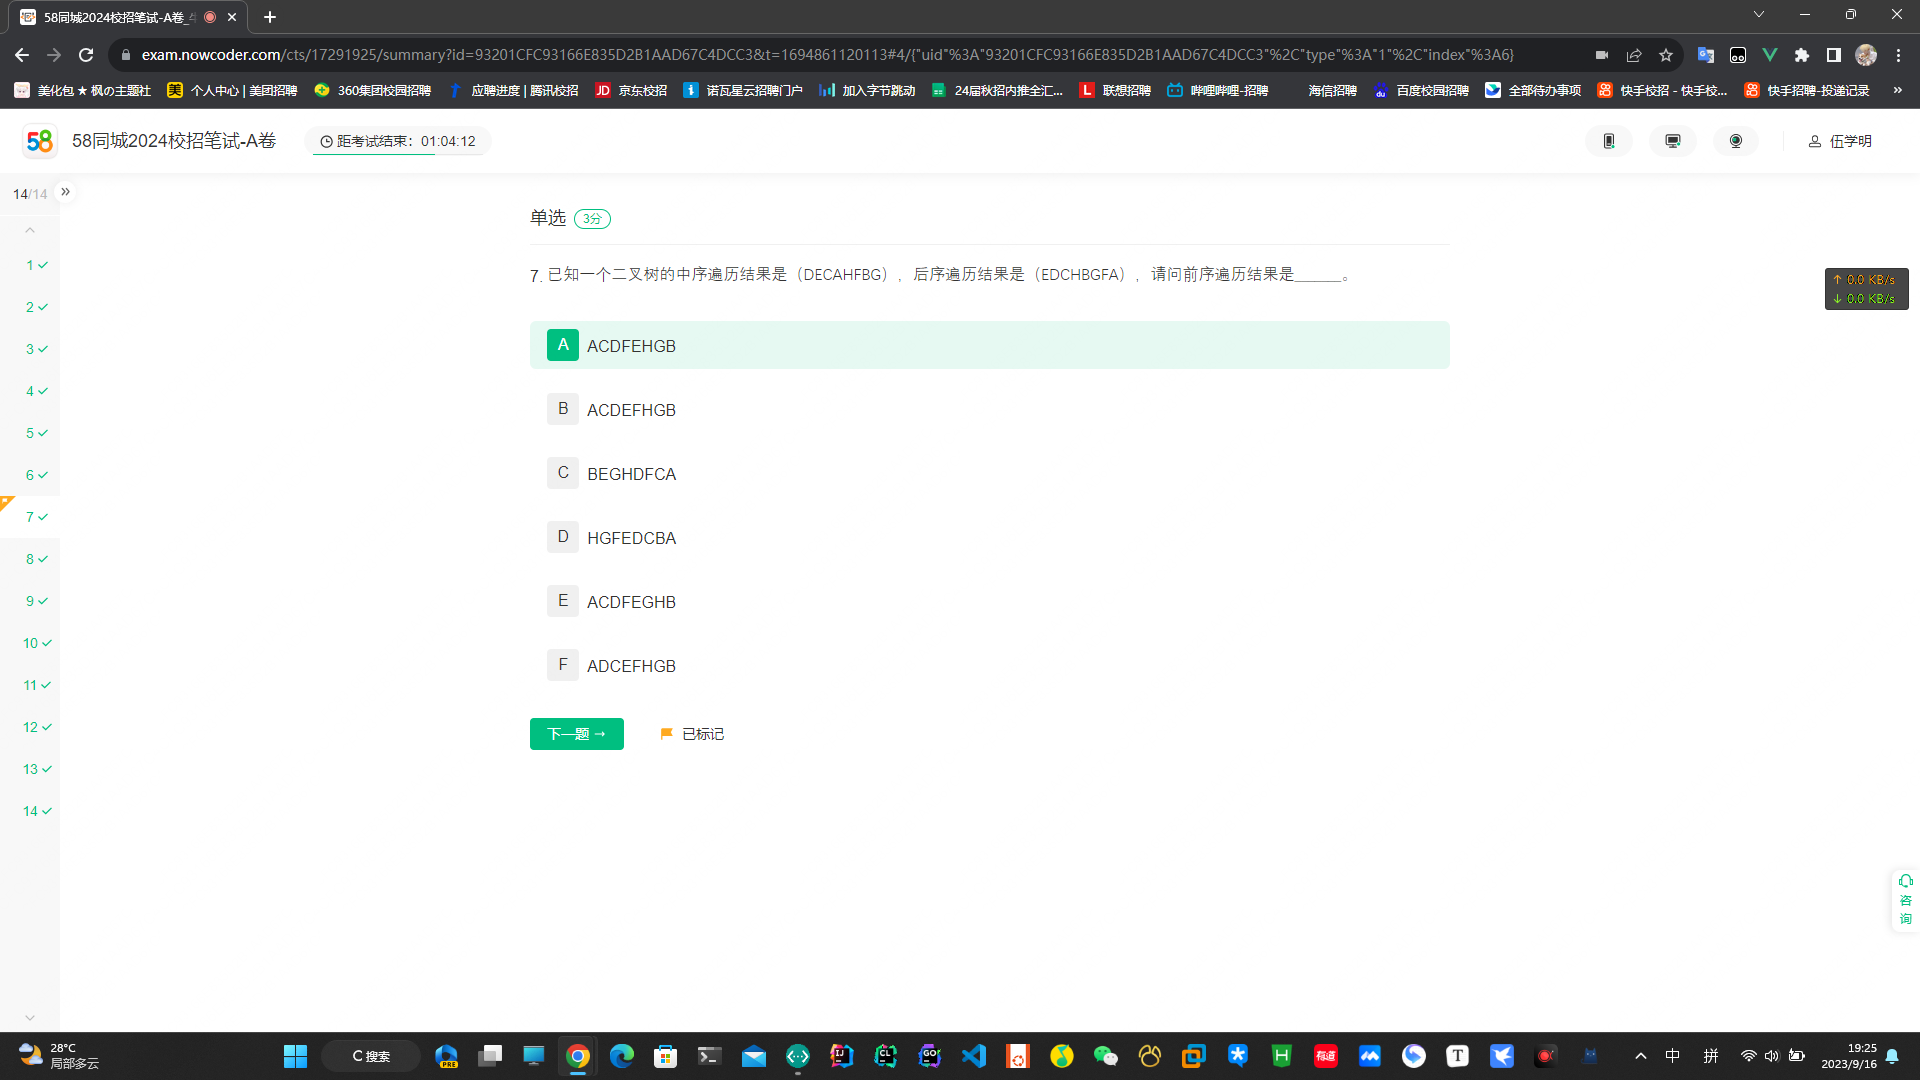 58同城2024校招笔试-A卷_牛
exam.nowcoder.com/cts/17291925/summary?id=93201CFC93166E835D2B1AAD67C4DCC3&t=1694861120113#4/{"uid"%3A"93201CFC93166E835D2B1AAD67C4DCC3"%2C"type"%3A"1"%2C"index"%3A6}
美化包 ★ 枫の主题社
美 个人中心 | 美团招聘
360集团校园招聘
应聘进度 | 腾讯校招
JD 京东校招
诺瓦星云招聘门户
加入字节跳动
24届秋招内推全汇...
L 联想招聘
哔哩哔哩-招聘
海信招聘
du 百度校园招聘
全部待办事项
快手校招 - 快手校...
快手招聘-投递记录
»
58 58同城2024校招笔试-A卷
距考试结束：01:04:12
伍学明
14/14 »
单选 3分
7. 已知一个二叉树的中序遍历结果是（DECAHFBG），后序遍历结果是（EDCHBGFA），请问前序遍历结果是______。
A ACDFEHGB
B ACDEFHGB
C BEGHDFCA
D HGFEDCBA
E ACDFEGHB
F ADCEFHGB
下一题 →
已标记
1
2
3
4
5
6
7
8
9
10
11
12
13
14
↑ 0.0 KB/s
↓ 0.0 KB/s
咨
询
28°C
局部多云
搜索
PRE
IJ
CL
GO
H
有道
T
中
拼
19:25
2023/9/16